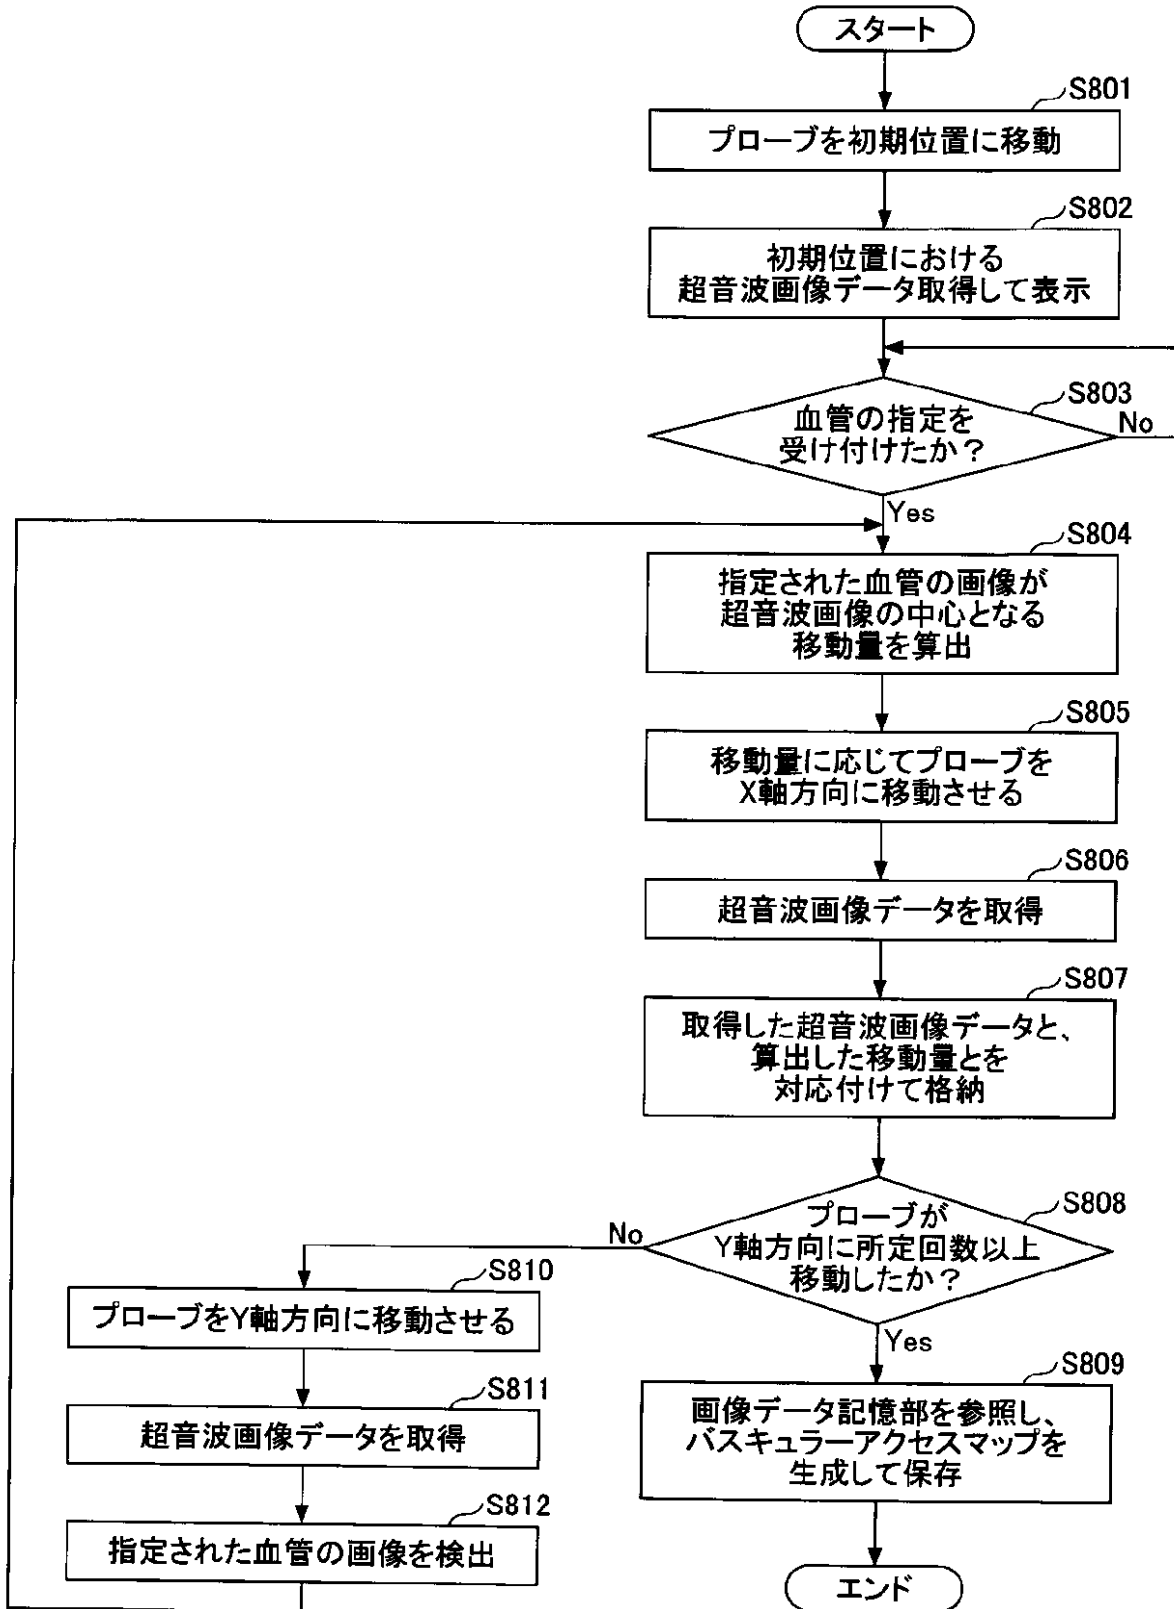 スタート
S801
プローブを初期位置に移動
S802
初期位置における
超音波画像データ取得して表示
S803
血管の指定を
受け付けたか？
No
Yes
S804
指定された血管の画像が
超音波画像の中心となる
移動量を算出
S805
移動量に応じてプローブを
X軸方向に移動させる
S806
超音波画像データを取得
S807
取得した超音波画像データと、
算出した移動量とを
対応付けて格納
S808
プローブが
Y軸方向に所定回数以上
移動したか？
No
Yes
S810
プローブをY軸方向に移動させる
S811
超音波画像データを取得
S812
指定された血管の画像を検出
S809
画像データ記憶部を参照し、
バスキュラーアクセスマップを
生成して保存
エンド